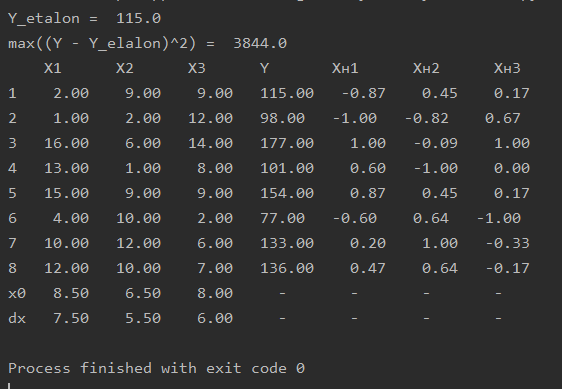 Y_etalon =  115.0
max((Y - Y_elalon)^2) =  3844.0
X1 X2 X3 Y Xн1 Xн2 Xн3
1 2.00 9.00 9.00 115.00 -0.87 0.45 0.17
2 1.00 2.00 12.00 98.00 -1.00 -0.82 0.67
3 16.00 6.00 14.00 177.00 1.00 -0.09 1.00
4 13.00 1.00 8.00 101.00 0.60 -1.00 0.00
5 15.00 9.00 9.00 154.00 0.87 0.45 0.17
6 4.00 10.00 2.00 77.00 -0.60 0.64 -1.00
7 10.00 12.00 6.00 133.00 0.20 1.00 -0.33
8 12.00 10.00 7.00 136.00 0.47 0.64 -0.17
x0 8.50 6.50 8.00 - - - -
dx 7.50 5.50 6.00 - - - -
Process finished with exit code 0